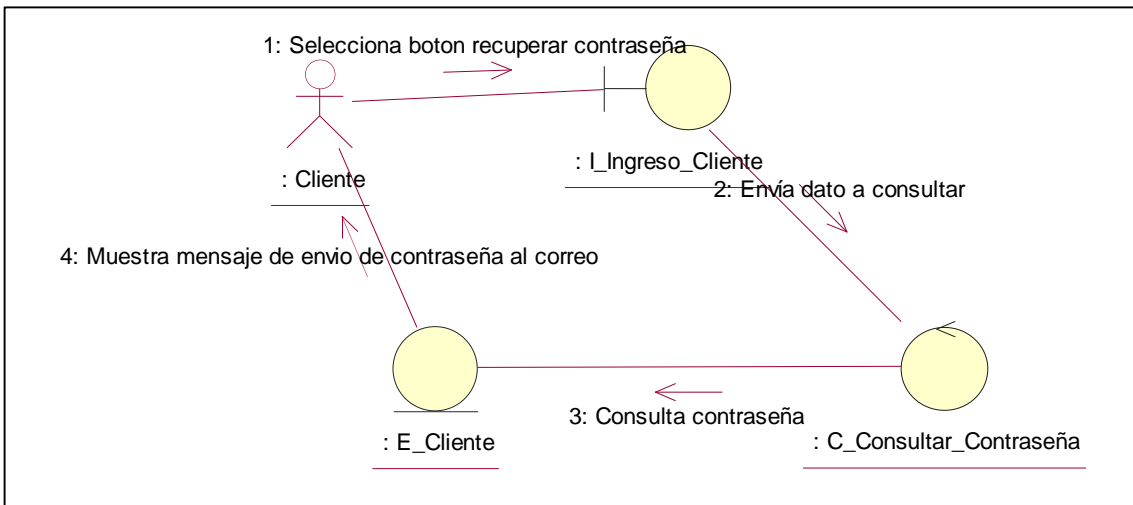 1: Selecciona boton recuperar contraseña
: I_Ingreso_Cliente
: Cliente
2: Envía dato a consultar
4: Muestra mensaje de envio de contraseña al correo
3: Consulta contraseña
: E_Cliente
: C_Consultar_Contraseña